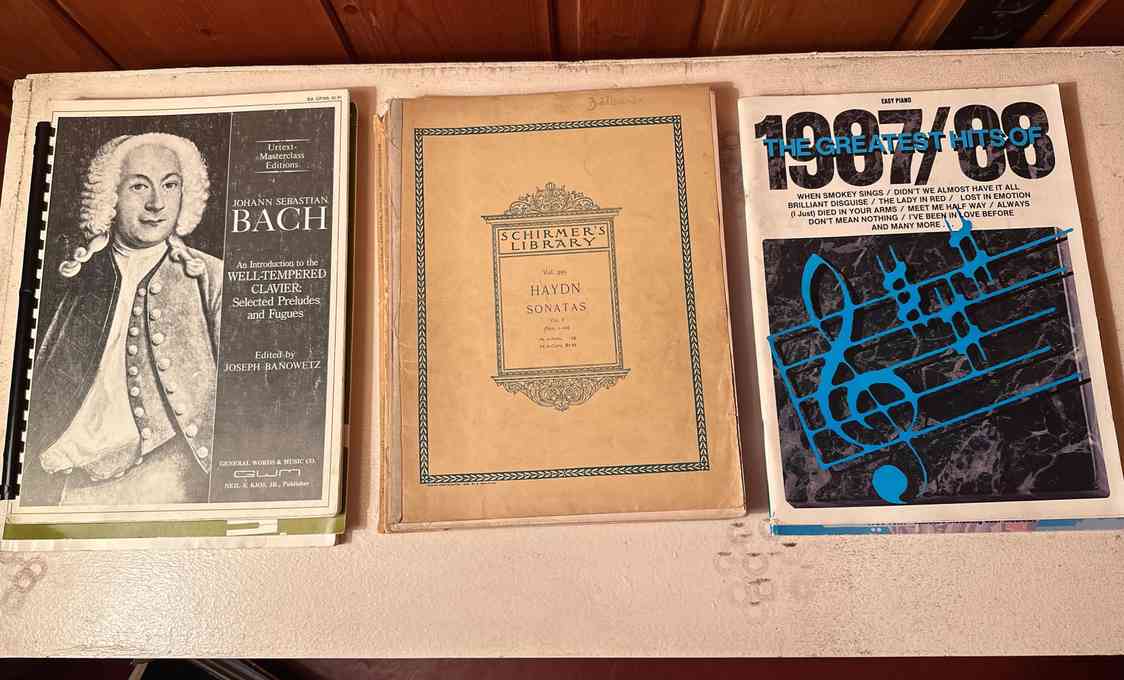 Urtext-
Masterclass
Editions
JOHANN SEBASTIAN
BACH
An Introduction to the
WELL-TEMPERED
CLAVIER:
Selected Preludes
and Fugues
Edited by
JOSEPH BANOWETZ
GENERAL WORDS & MUSIC CO.
GWM
NEIL A. KJOS, JR., Publisher
SCHIRMER'S
LIBRARY
Vol. 295
HAYDN
SONATAS
EASY PIANO
1987/'88
THE GREATEST HITS OF
WHEN SMOKEY SINGS / DIDN'T WE ALMOST HAVE IT ALL
BRILLIANT DISGUISE / THE LADY IN RED / LOST IN EMOTION
(I Just) DIED IN YOUR ARMS / MEET ME HALF WAY / ALWAYS
DON'T MEAN NOTHING / I'VE BEEN IN LOVE BEFORE
AND MANY MORE . . .